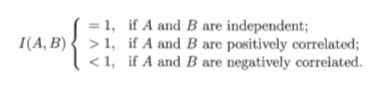 = 1, if A and B are independent;
I(A, B) > 1, if A and B are positively correlated;
< 1, if A and B are negatively correlated.